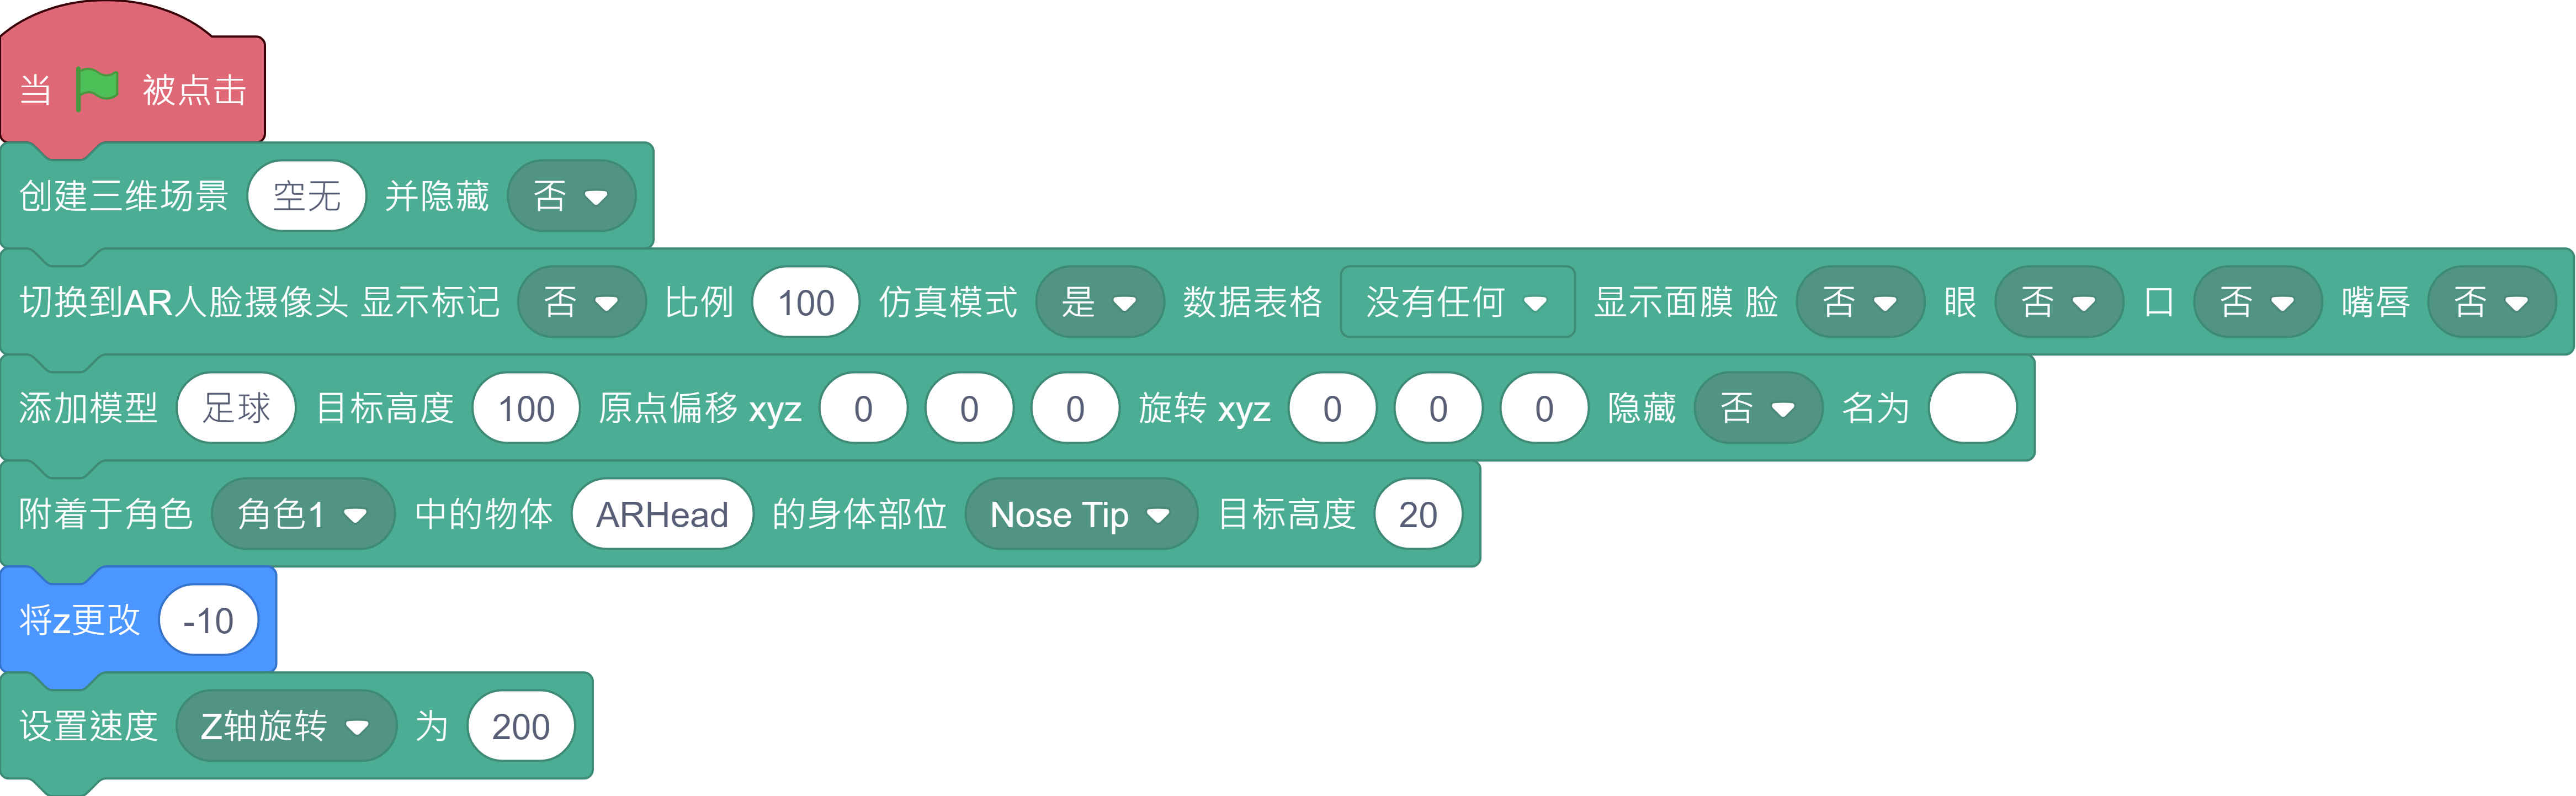 当 被点击
创建三维场景 空无 并隐藏 否
切换到AR人脸摄像头 显示标记 否 比例 100 仿真模式 是 数据表格 没有任何 显示面膜 脸 否 眼 否 口 否 嘴唇 否
添加模型 足球 目标高度 100 原点偏移 xyz 0 0 0 旋转 xyz 0 0 0 隐藏 否 名为
附着于角色 角色1 中的物体 ARHead 的身体部位 Nose Tip 目标高度 20
将z更改 -10
设置速度 Z轴旋转 为 200